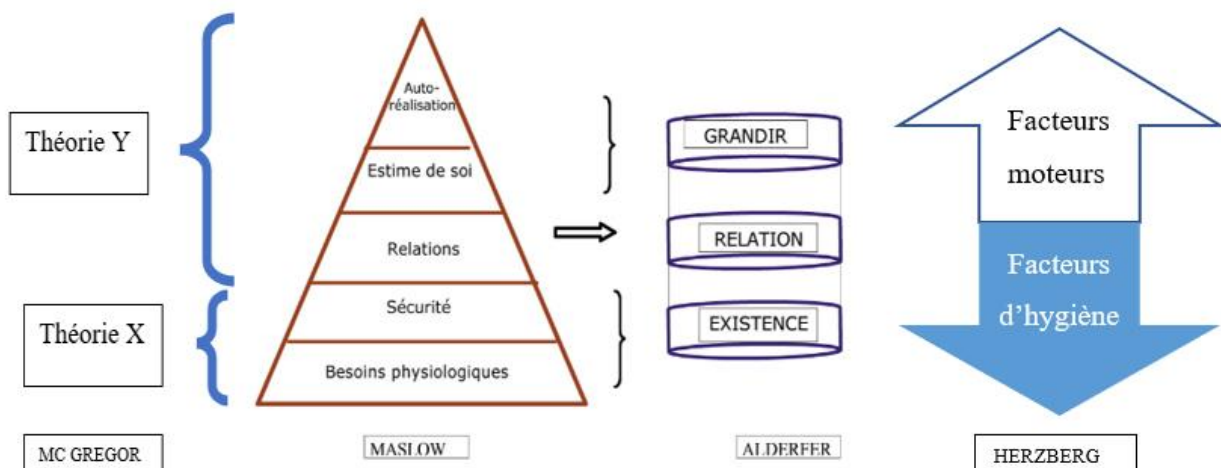 Théorie Y
Théorie X
MC GREGOR
Auto-
réalisation
Estime de soi
Relations
Sécurité
Besoins physiologiques
MASLOW
GRANDIR
RELATION
EXISTENCE
ALDERFER
Facteurs
moteurs
Facteurs
d’hygiène
HERZBERG